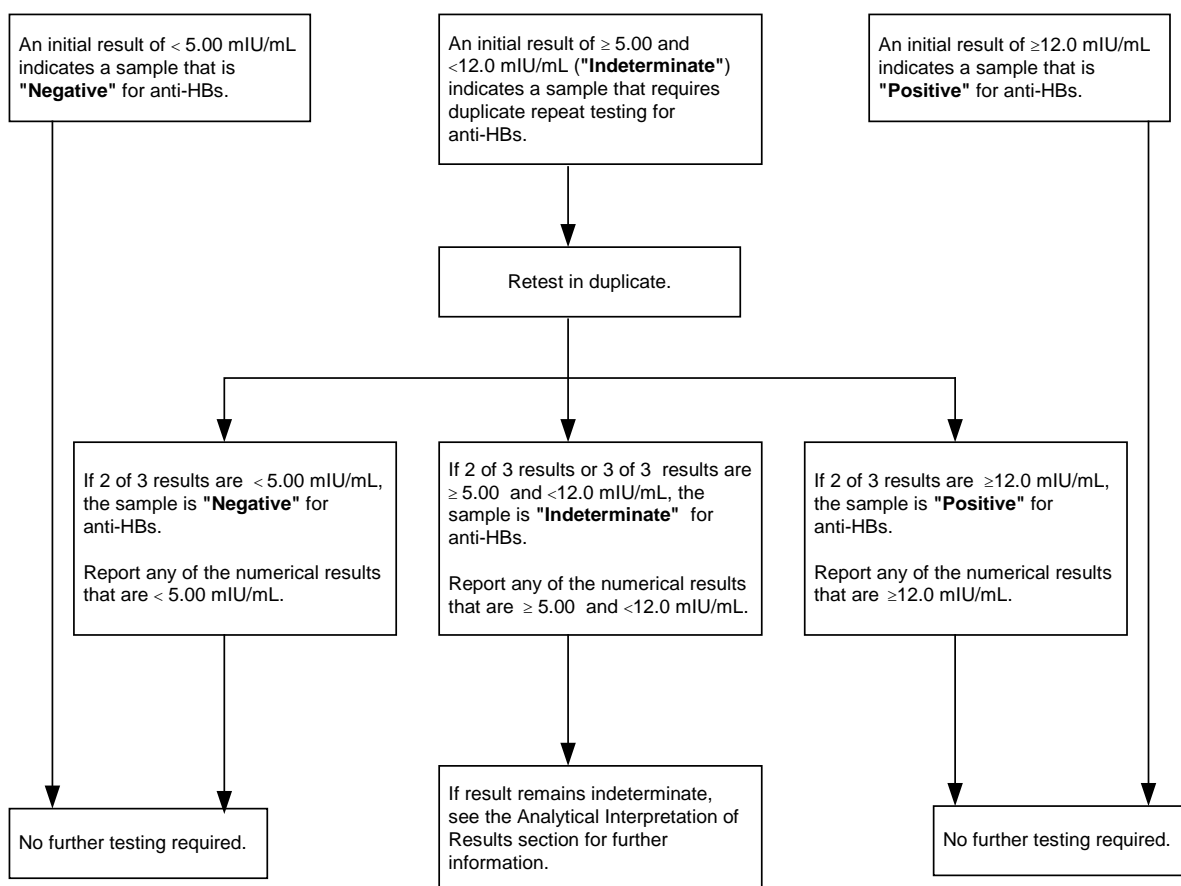 An initial result of < 5.00 mIU/mL
indicates a sample that is
"Negative" for anti-HBs.
An initial result of ≥ 5.00 and
<12.0 mIU/mL ("Indeterminate")
indicates a sample that requires
duplicate repeat testing for
anti-HBs.
An initial result of ≥12.0 mIU/mL
indicates a sample that is
"Positive" for anti-HBs.
Retest in duplicate.
If 2 of 3 results are < 5.00 mIU/mL,
the sample is "Negative" for
anti-HBs.
Report any of the numerical results
that are < 5.00 mIU/mL.
If 2 of 3 results or 3 of 3 results are
≥ 5.00 and <12.0 mIU/mL, the
sample is "Indeterminate" for
anti-HBs.
Report any of the numerical results
that are ≥ 5.00 and <12.0 mIU/mL.
If 2 of 3 results are ≥12.0 mIU/mL,
the sample is "Positive" for
anti-HBs.
Report any of the numerical results
that are ≥12.0 mIU/mL.
No further testing required.
If result remains indeterminate,
see the Analytical Interpretation of
Results section for further
information.
No further testing required.